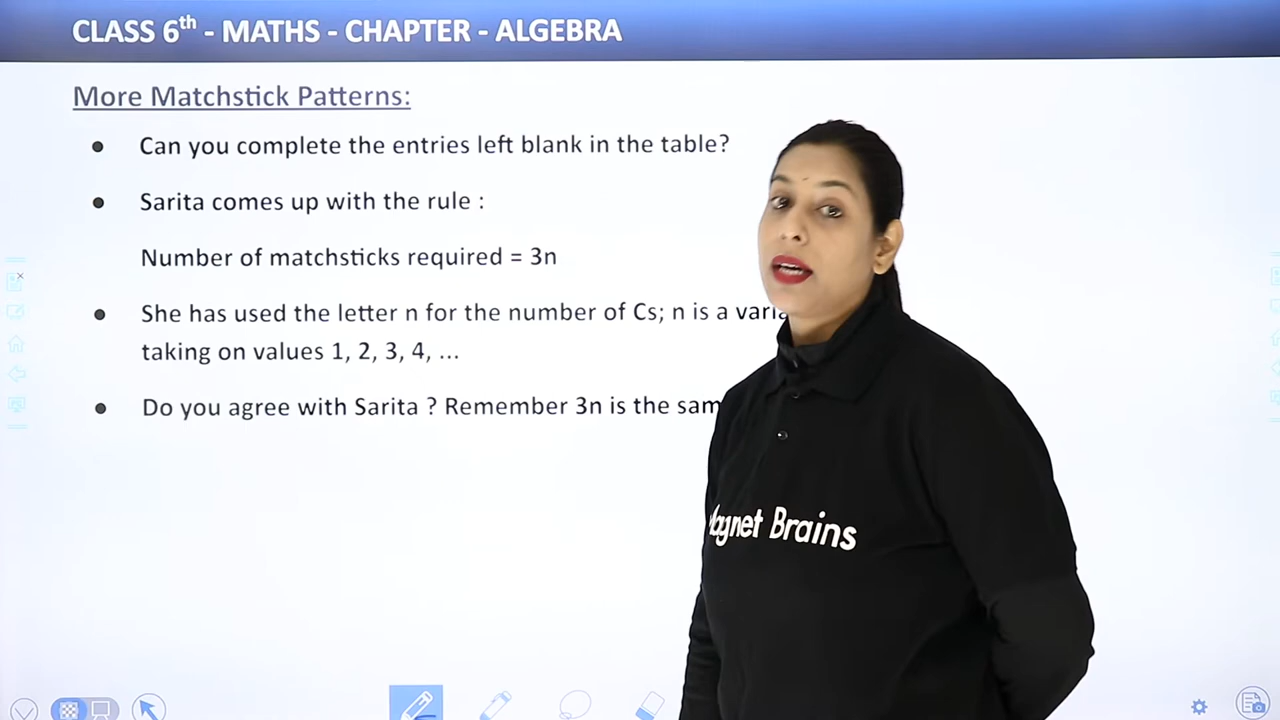 CLASS 6th - MATHS - CHAPTER - ALGEBRA
More Matchstick Patterns:
• Can you complete the entries left blank in the table?
• Sarita comes up with the rule :
Number of matchsticks required = 3n
• She has used the letter n for the number of Cs; n is a
taking on values 1, 2, 3, 4, ...
• Do you agree with Sarita ? Remember 3n is the
Brains